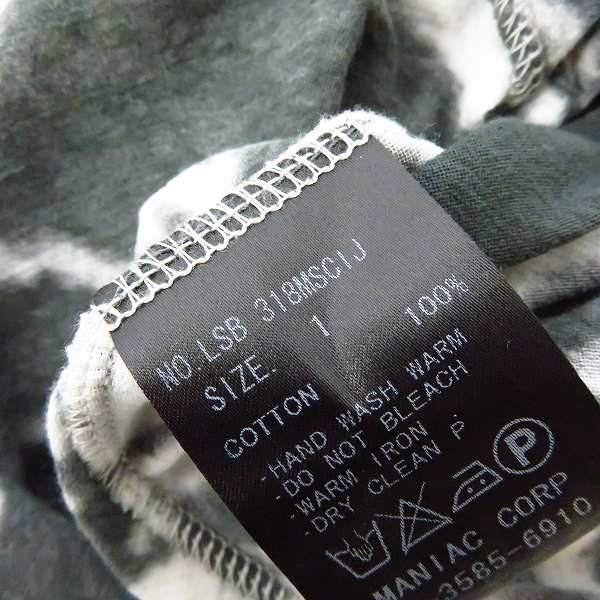 NO. LSB 318MSCIJ
SIZE. 1
COTTON 100%
-HAND WASH WARM
-DO NOT BLEACH
-WARM IRON
-DRY CLEAN P
P
MANIAC CORP
3585-6910